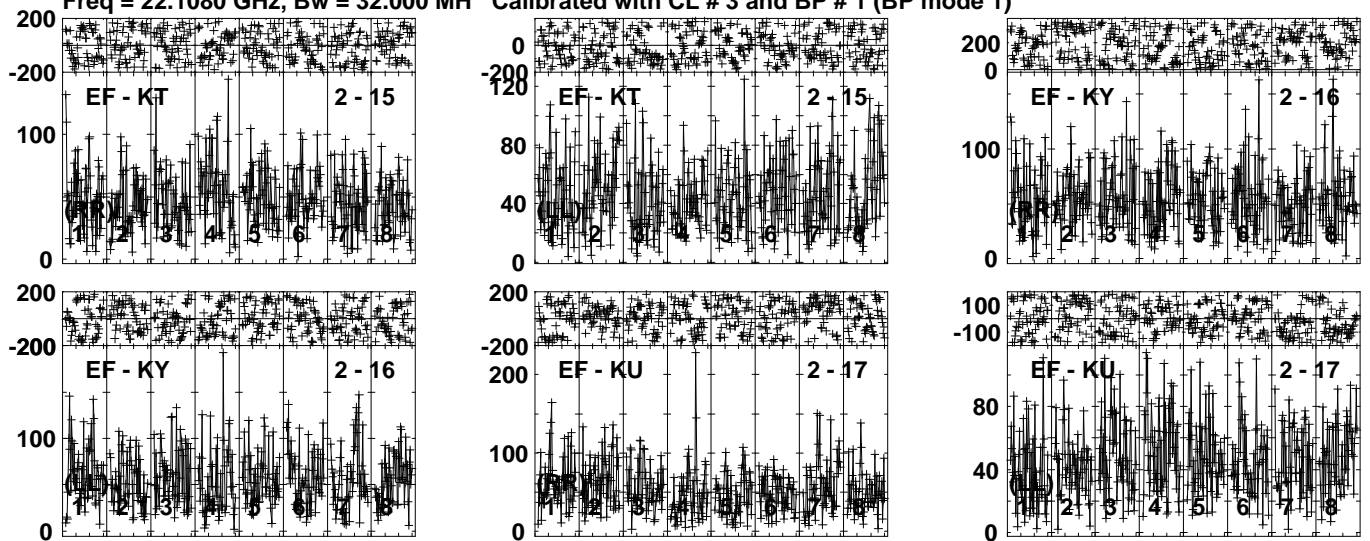 Freq = 22.1080 GHz, Bw = 32.000 MH Calibrated with CL # 3 and BP # 1 (BP mode 1)
200 0 200
-200 -200 0
EF - KT 2 - 15 120 EF - KT 2 - 15 EF - KY 2 - 16
100 80 100
40
(RR) (LL) (RR)
1 2 3 4 5 6 7 8 1 2 3 4 5 6 7 8 1 2 3 4 5 6 7 8
0 0 0
200 200 100
-200 -200 -100
EF - KY 2 - 16 200 EF - KU 2 - 17 EF - KU 2 - 17
100 100 80
40
(LL) (RR) (LL)
1 2 3 4 5 6 7 8 1 2 3 4 5 6 7 8 1 2 3 4 5 6 7 8
0 0 0